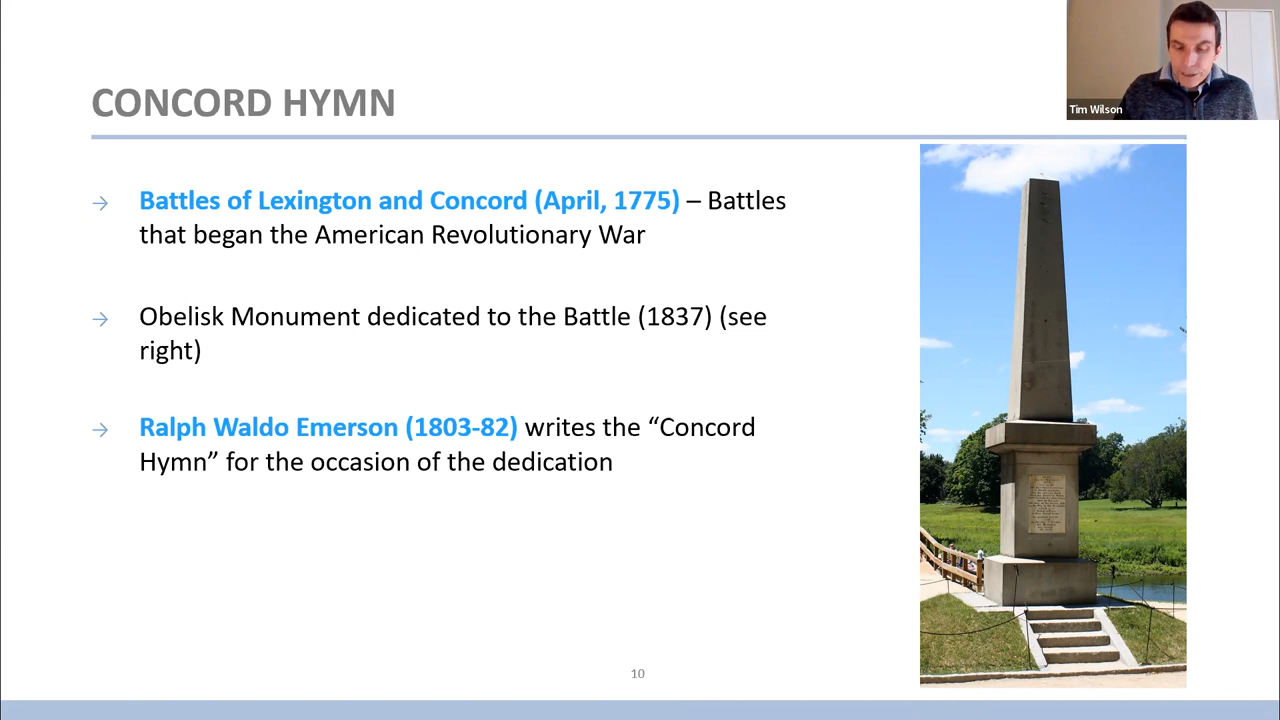 CONCORD HYMN
Tim Wilson
→ Battles of Lexington and Concord (April, 1775) – Battles
that began the American Revolutionary War
→ Obelisk Monument dedicated to the Battle (1837) (see
right)
→ Ralph Waldo Emerson (1803-82) writes the “Concord
Hymn” for the occasion of the dedication
10